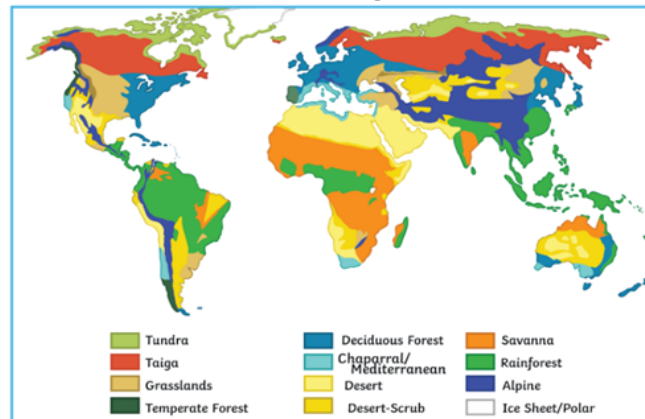 Tundra
Taiga
Grasslands
Temperate Forest
Deciduous Forest
Chaparral/
Mediterranean
Desert
Desert-Scrub
Savanna
Rainforest
Alpine
Ice Sheet/Polar